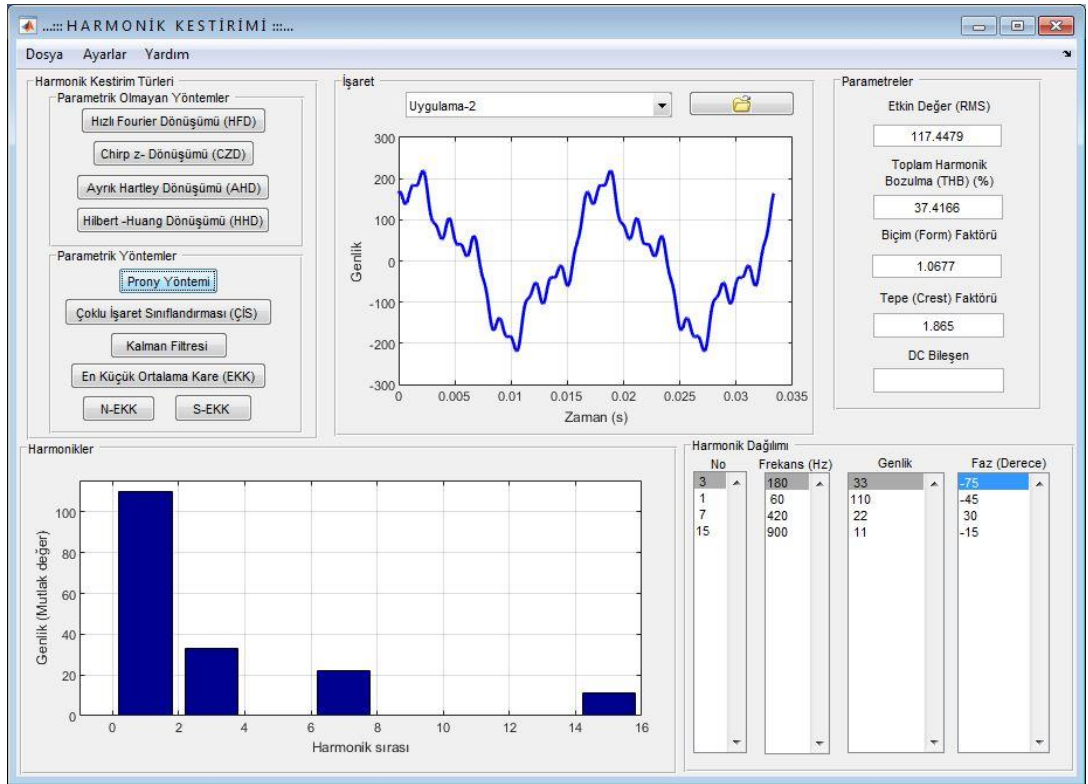 ...::: HARMONİK KESTİRİMİ :::...
Dosya Ayarlar Yardım
Harmonik Kestirim Türleri
Parametrik Olmayan Yöntemler
Hızlı Fourier Dönüşümü (HFD)
Chirp z- Dönüşümü (CZD)
Ayrık Hartley Dönüşümü (AHD)
Hilbert -Huang Dönüşümü (HHD)
Parametrik Yöntemler
Prony Yöntemi
Çoklu İşaret Sınıflandırması (ÇİS)
Kalman Filtresi
En Küçük Ortalama Kare (EKK)
N-EKK S-EKK
İşaret
Uygulama-2
300
200
100
0
-100
-200
-300
Genlik
0 0.005 0.01 0.015 0.02 0.025 0.03 0.035
Zaman (s)
Parametreler
Etkin Değer (RMS)
117.4479
Toplam Harmonik
Bozulma (THB) (%)
37.4166
Biçim (Form) Faktörü
1.0677
Tepe (Crest) Faktörü
1.865
DC Bileşen
Harmonikler
100
80
60
40
20
0
Genlik (Mutlak değer)
0 2 4 6 8 10 12 14 16
Harmonik sırası
Harmonik Dağılımı
No Frekans (Hz) Genlik Faz (Derece)
3 180 33 -75
1 60 110 -45
7 420 22 30
15 900 11 -15